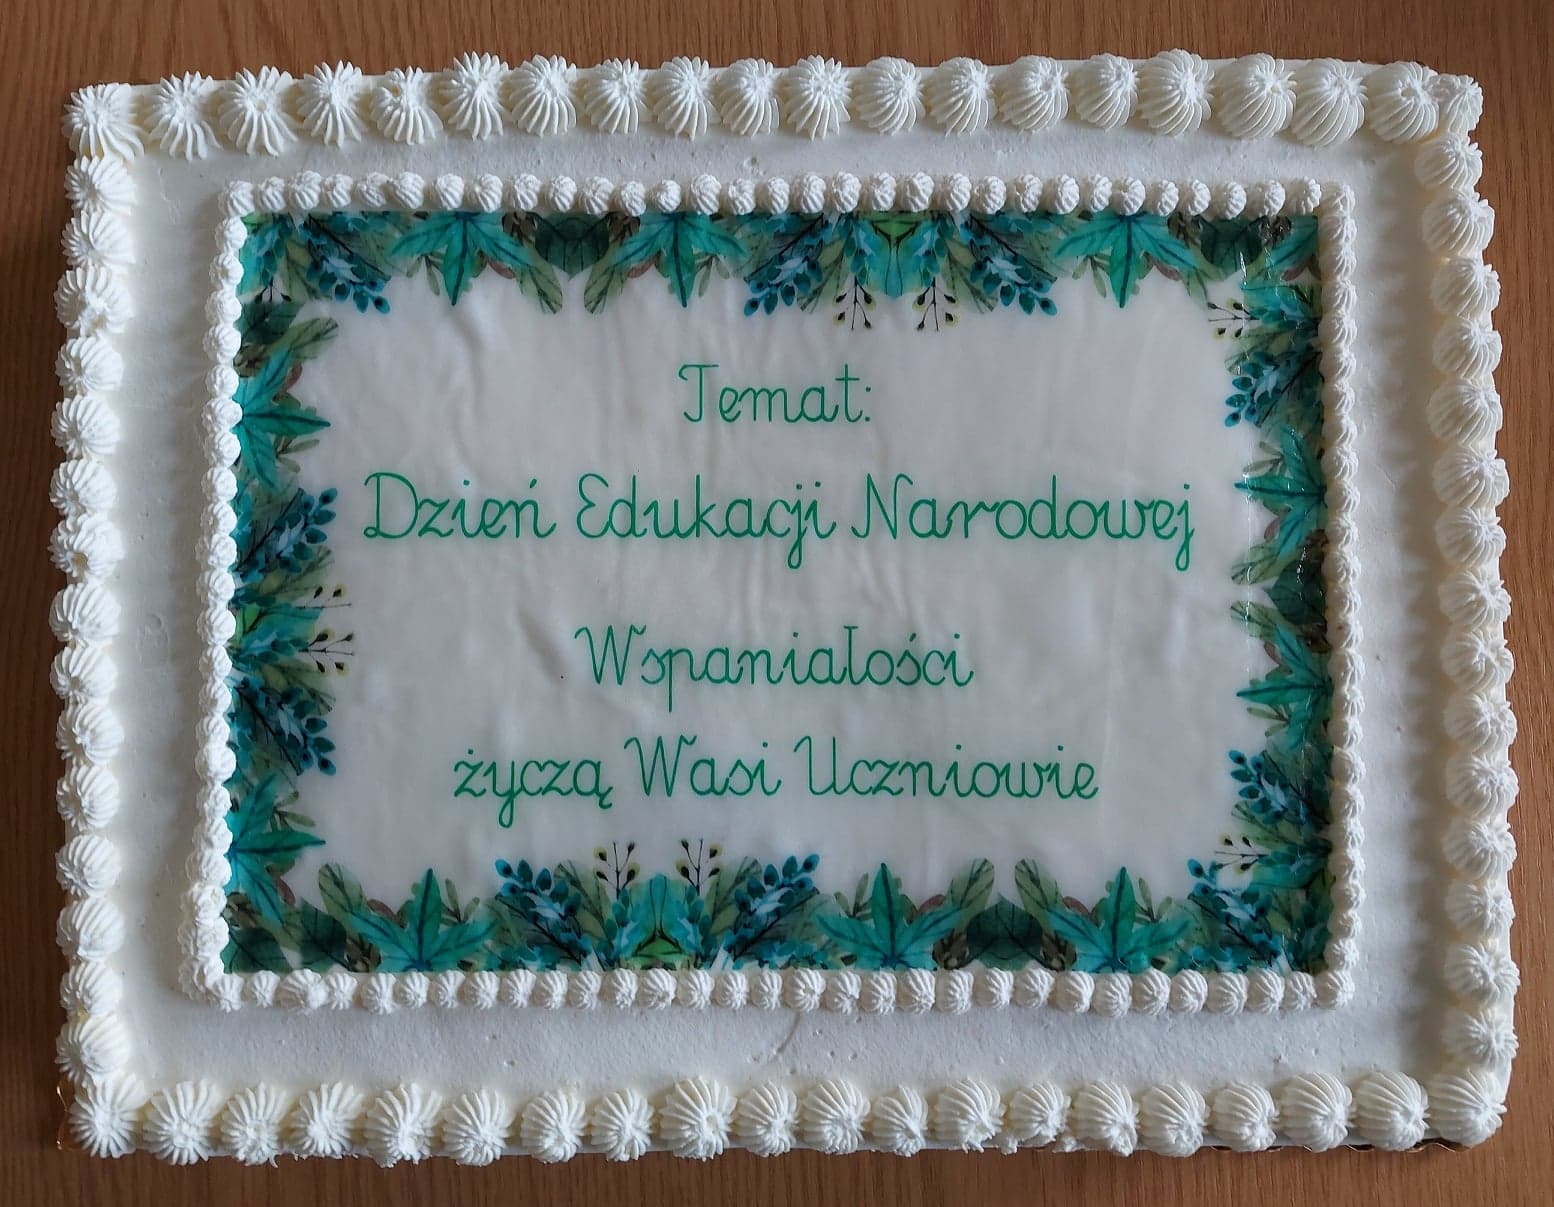 Temat:
Dzień Edukacji Narodowej
Wspaniałości
życzą Wasi Uczniowie